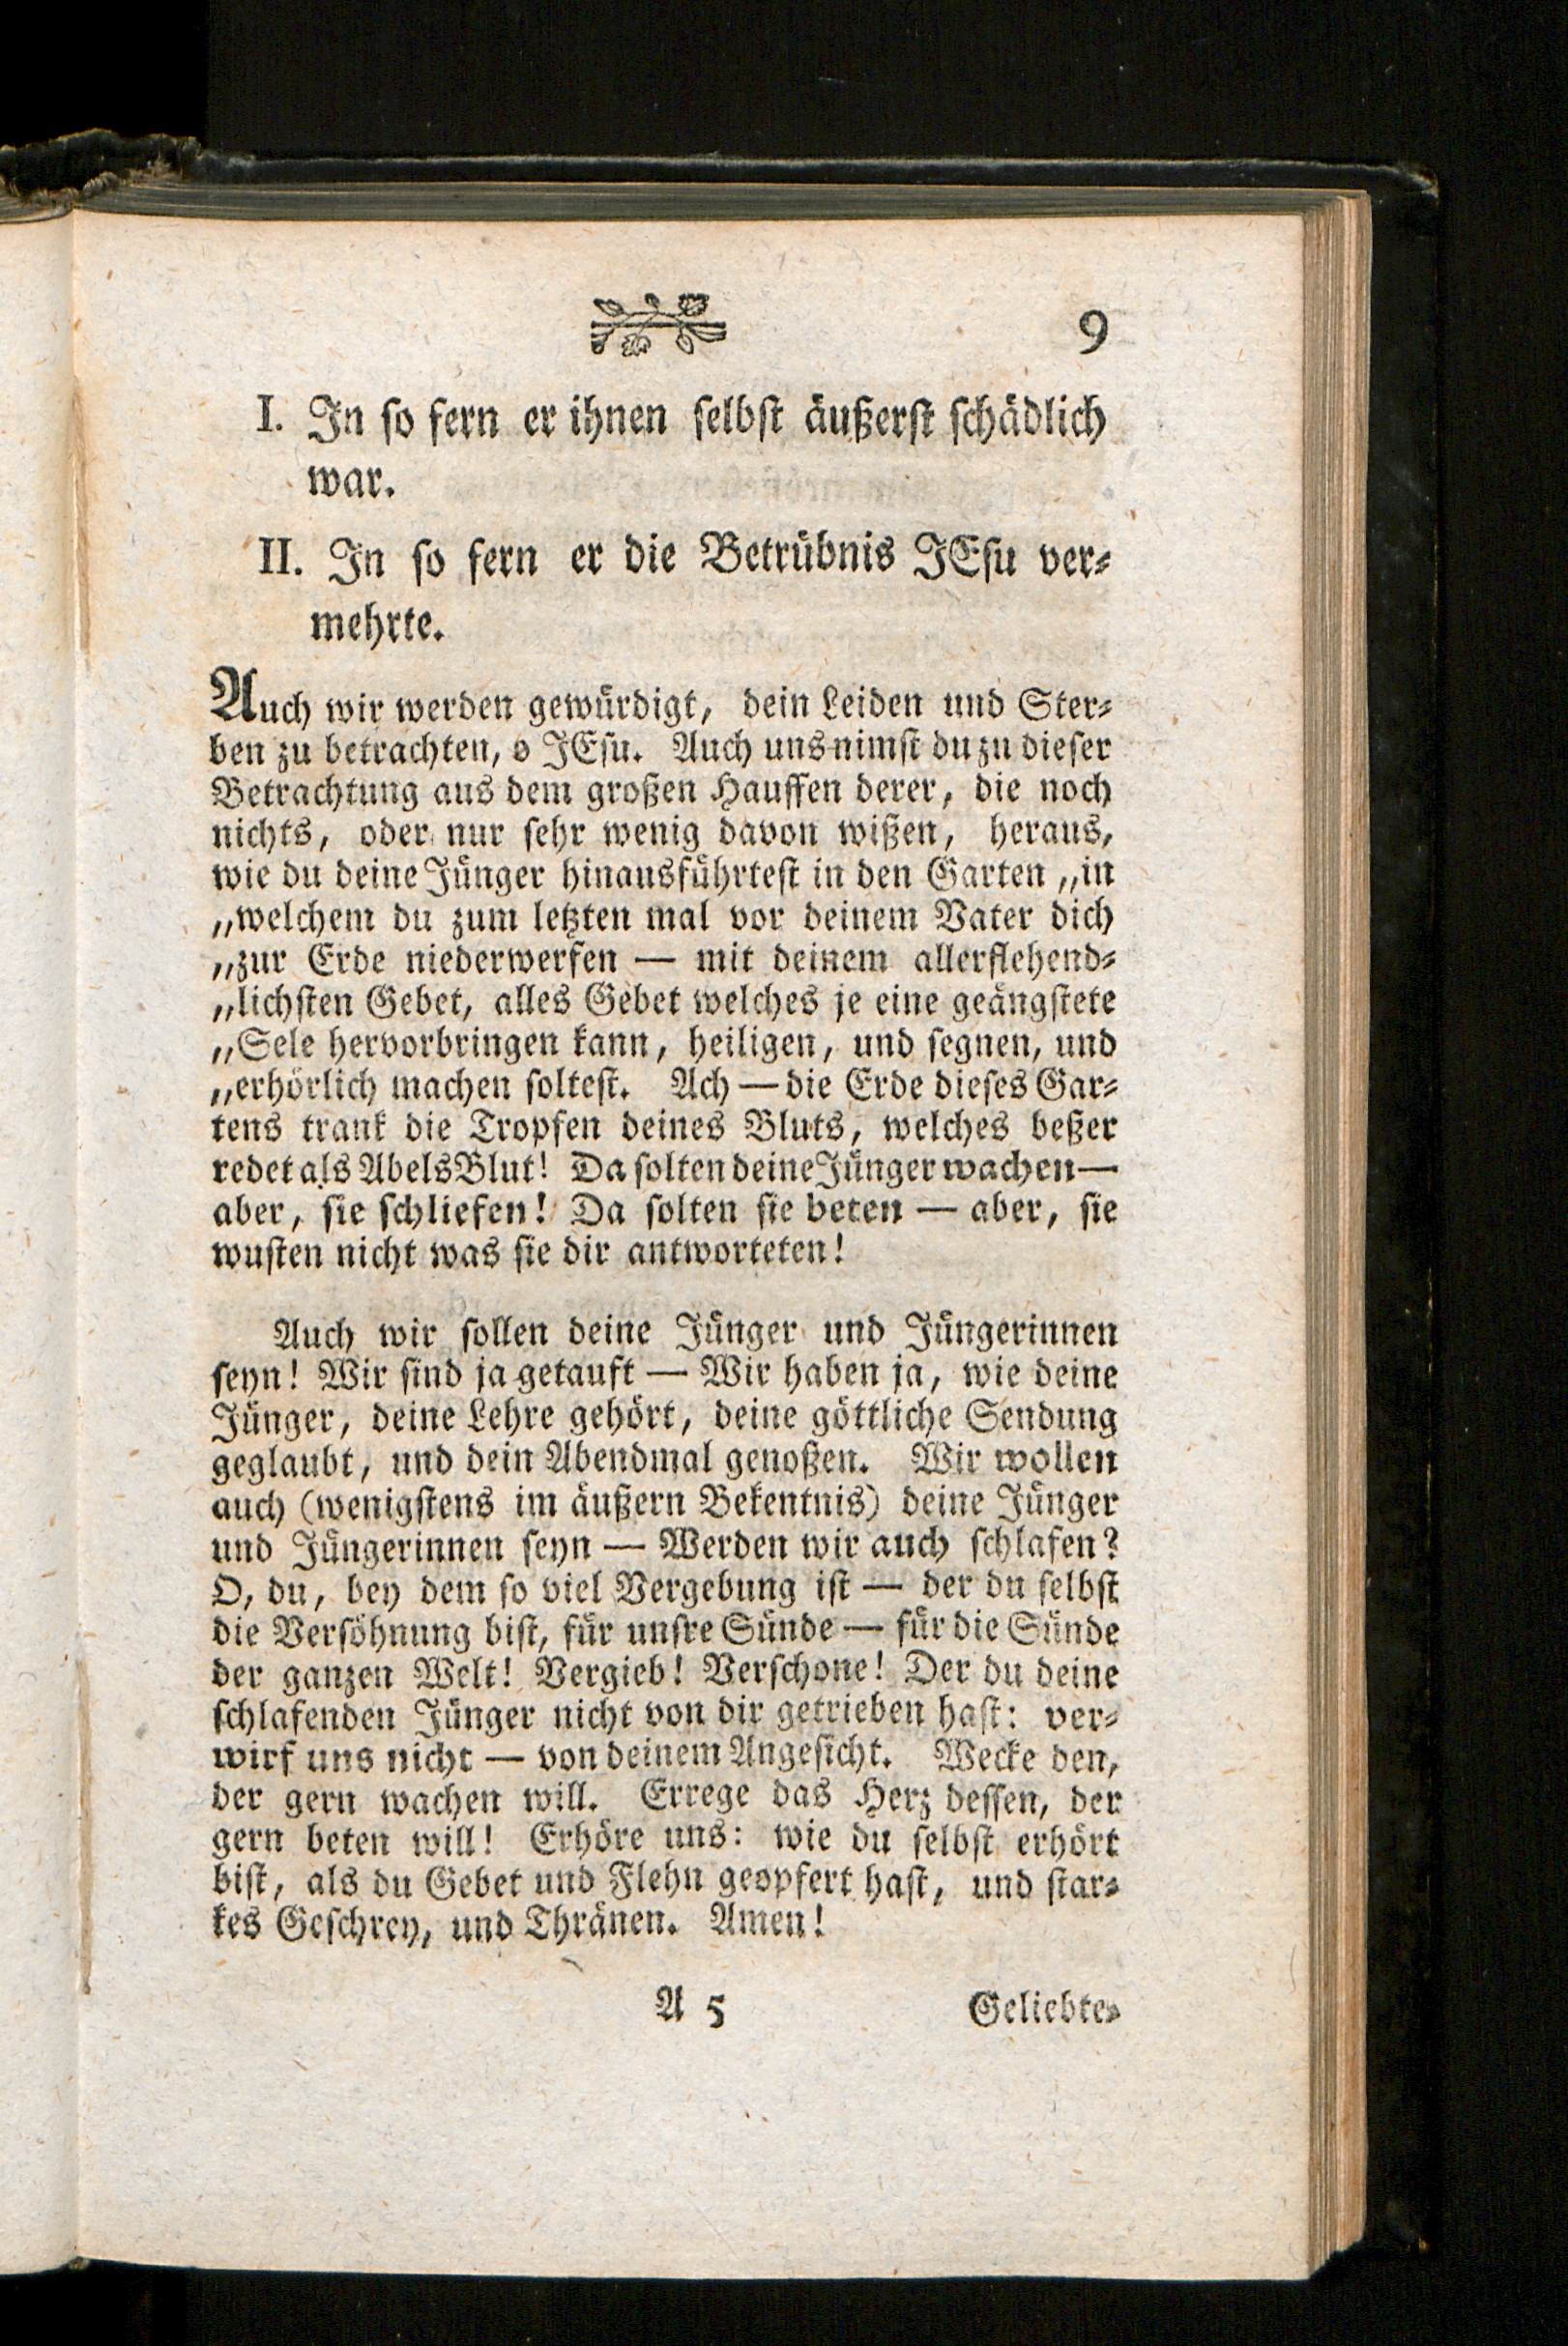 9
I. In ſo fern er ihnen ſelbſt äußerſt ſchädlich
war.
II. In ſo fern er die Betrübnis JEſu ver⸗
mehrte.
Auch wir werden gewürdigt, dein Leiden und Ster⸗
ben zu betrachten, o JEſu. Auch uns nimſt du zu dieſer
Betrachtung aus dem großen Hauffen derer, die noch
nichts, oder nur ſehr wenig davon wißen, heraus,
wie du deine Jünger hinausführteſt in den Garten „in
„welchem du zum letzten mal vor deinem Vater dich
„zur Erde niederwerfen — mit deinem allerflehend⸗
„lichſten Gebet, alles Gebet welches je eine geängſtete
„Sele hervorbringen kann, heiligen, und ſegnen, und
„erhörlich machen ſolteſt. Ach — die Erde dieſes Gar⸗
tens trank die Tropfen deines Bluts, welches beßer
redet als Abels Blut! Da ſolten deine Jünger wachen—
aber, ſie ſchliefen! Da ſolten ſie beten — aber, ſie
wuſten nicht was ſie dir antworteten!
Auch wir ſollen deine Jünger und Jüngerinnen
ſeyn! Wir ſind ja getauft — Wir haben ja, wie deine
Jünger, deine Lehre gehört, deine göttliche Sendung
geglaubt, und dein Abendmal genoßen. Wir wollen
auch (wenigſtens im äußern Bekentnis) deine Jünger
und Jüngerinnen ſeyn — Werden wir auch ſchlafen?
O, du, bey dem ſo viel Vergebung iſt — der du ſelbſt
die Verſöhnung biſt, für unſre Sünde — für die Sünde
der ganzen Welt! Vergieb! Verſchone! Der du deine
ſchlafenden Jünger nicht von dir getrieben haſt: ver⸗
wirf uns nicht — von deinem Angeſicht. Wecke den,
der gern wachen will. Errege das Herz deſſen, der
gern beten will! Erhöre uns: wie du ſelbſt erhört
biſt, als du Gebet und Flehn geopfert haſt, und ſtar⸗
kes Geſchrey, und Thränen. Amen!
A 5 Geliebte⸗